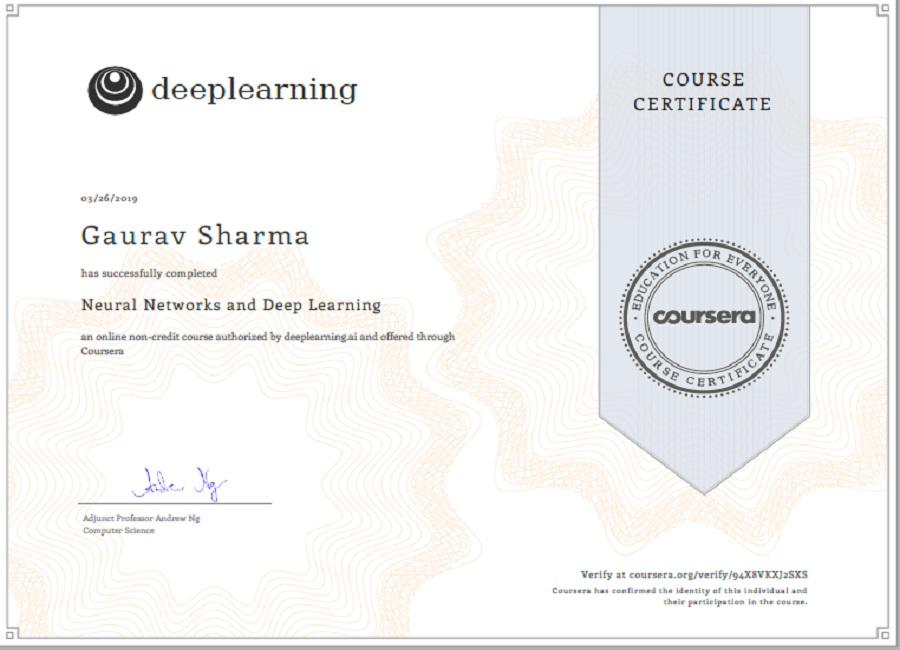 deeplearning
COURSE
CERTIFICATE
03/26/2019
Gaurav Sharma
has successfully completed
Neural Networks and Deep Learning
an online non-credit course authorized by deeplearning.ai and offered through
Coursera
EDUCATION FOR EVERYONE
coursera
COURSE CERTIFICATE
Andrew Ng
Adjunct Professor Andrew Ng
Computer Science
Verify at coursera.org/verify/94X8VKXJ2SXS
Coursera has confirmed the identity of this individual and
their participation in the course.